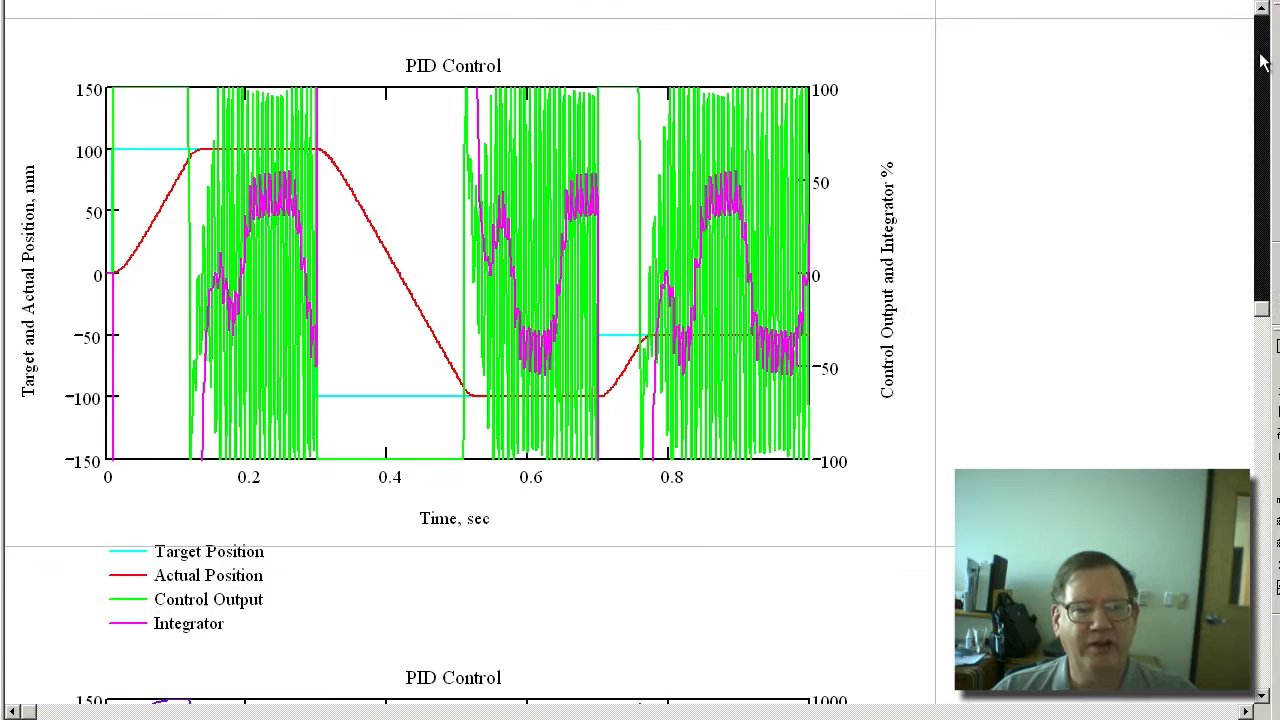 PID Control
150
100
50
0
−50
−100
−150
100
50
0
−50
−100
0
0.2
0.4
0.6
0.8
Target and Actual Position, mm
Control Output and Integrator %
Time, sec
Target Position
Actual Position
Control Output
Integrator
PID Control
150
1000